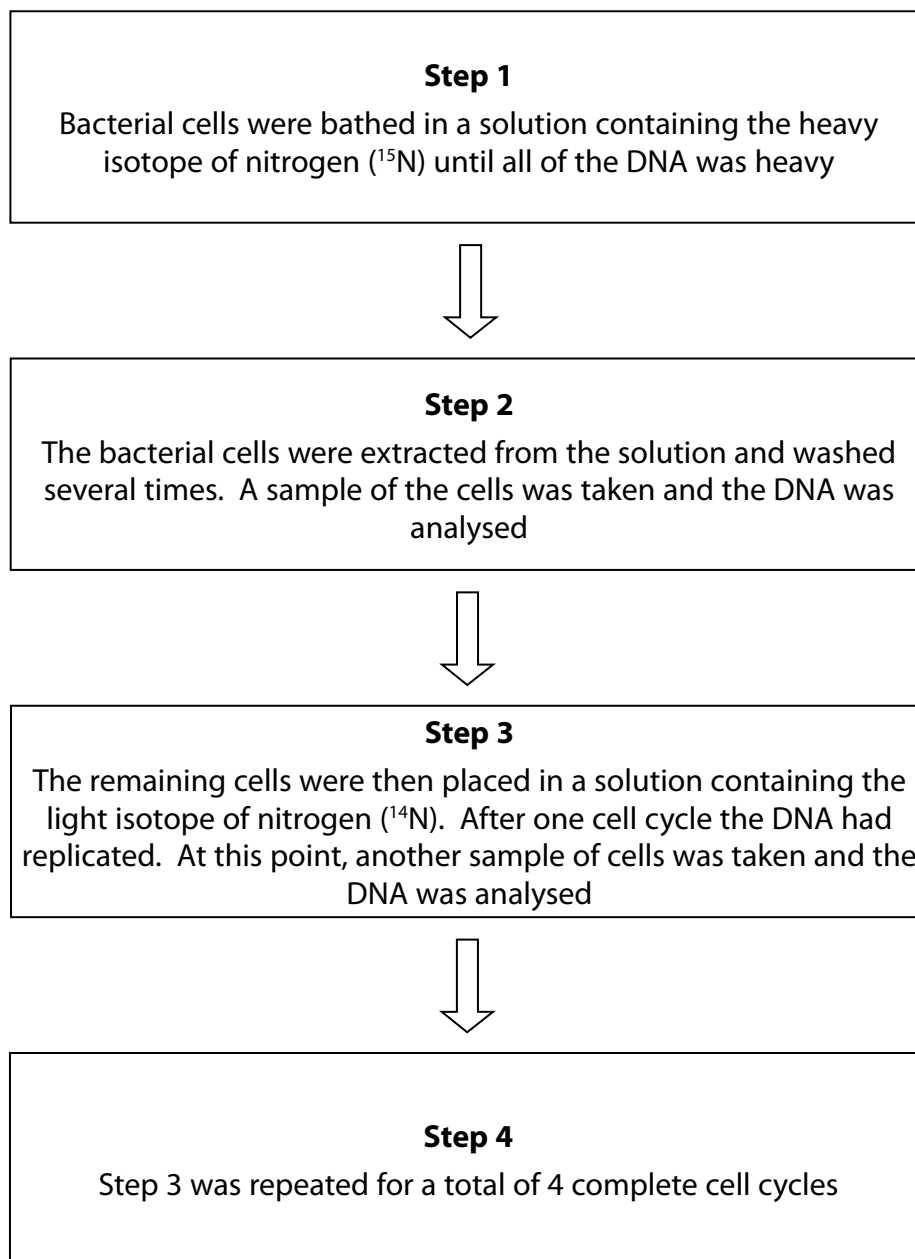 Step 1
Bacterial cells were bathed in a solution containing the heavy
isotope of nitrogen (¹⁵N) until all of the DNA was heavy
Step 2
The bacterial cells were extracted from the solution and washed
several times. A sample of the cells was taken and the DNA was
analysed
Step 3
The remaining cells were then placed in a solution containing the
light isotope of nitrogen (¹⁴N). After one cell cycle the DNA had
replicated. At this point, another sample of cells was taken and the
DNA was analysed
Step 4
Step 3 was repeated for a total of 4 complete cell cycles